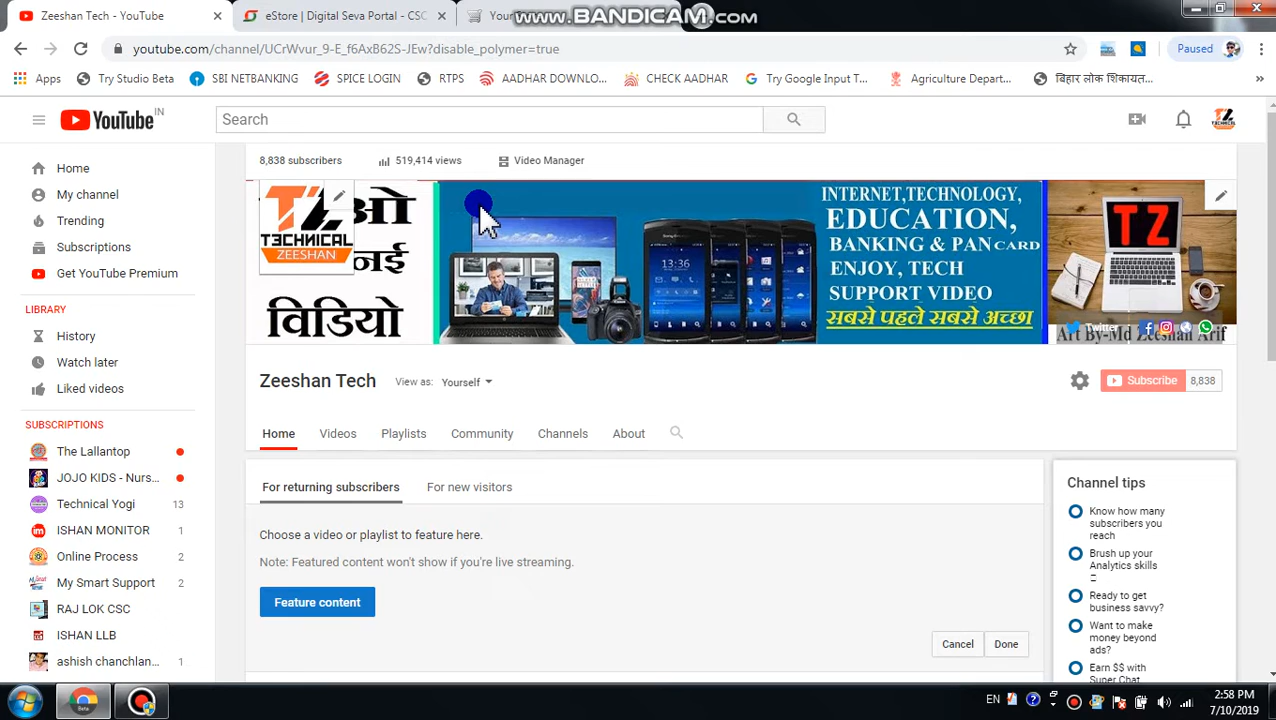 Zeeshan Tech - YouTube
eStore | Digital Seva Portal - CSC
Your
www.BANDICAM.com
youtube.com/channel/UCrWvur_9-E_f6AxB62S-JEw?disable_polymer=true
Paused
Apps
Try Studio Beta
SBI NETBANKING
SPICE LOGIN
RTPS
AADHAR DOWNLO...
CHECK AADHAR
Try Google Input T...
Agriculture Depart...
बिहार लोक शिकायत...
YouTube IN
Search
TECHNICAL
8,838 subscribers
519,414 views
Video Manager
Home
My channel
Trending
Subscriptions
Get YouTube Premium
LIBRARY
History
Watch later
Liked videos
SUBSCRIPTIONS
The Lallantop
JOJO KIDS - Nurs...
Technical Yogi 13
ISHAN MONITOR 1
Online Process 2
My Smart Support 2
RAJ LOK CSC
ISHAN LLB
ashish chanchlan... 1
TZ
TECHNICAL
ZEESHAN
ओ
नई
विडियो
13:36
INTERNET,TECHNOLOGY,
EDUCATION,
BANKING & PAN CARD
ENJOY, TECH
SUPPORT VIDEO
सबसे पहले सबसे अच्छा
TZ
Twitter
Art By-Md Zeeshan Arif
Zeeshan Tech
View as: Yourself
Subscribe 8,838
Home
Videos
Playlists
Community
Channels
About
For returning subscribers
For new visitors
Choose a video or playlist to feature here.
Note: Featured content won't show if you're live streaming.
Feature content
Cancel
Done
Channel tips
Know how many
subscribers you
reach
Brush up your
Analytics skills
Ready to get
business savvy?
Want to make
money beyond
ads?
Earn $$ with
Super Chat
EN
2:58 PM
7/10/2019